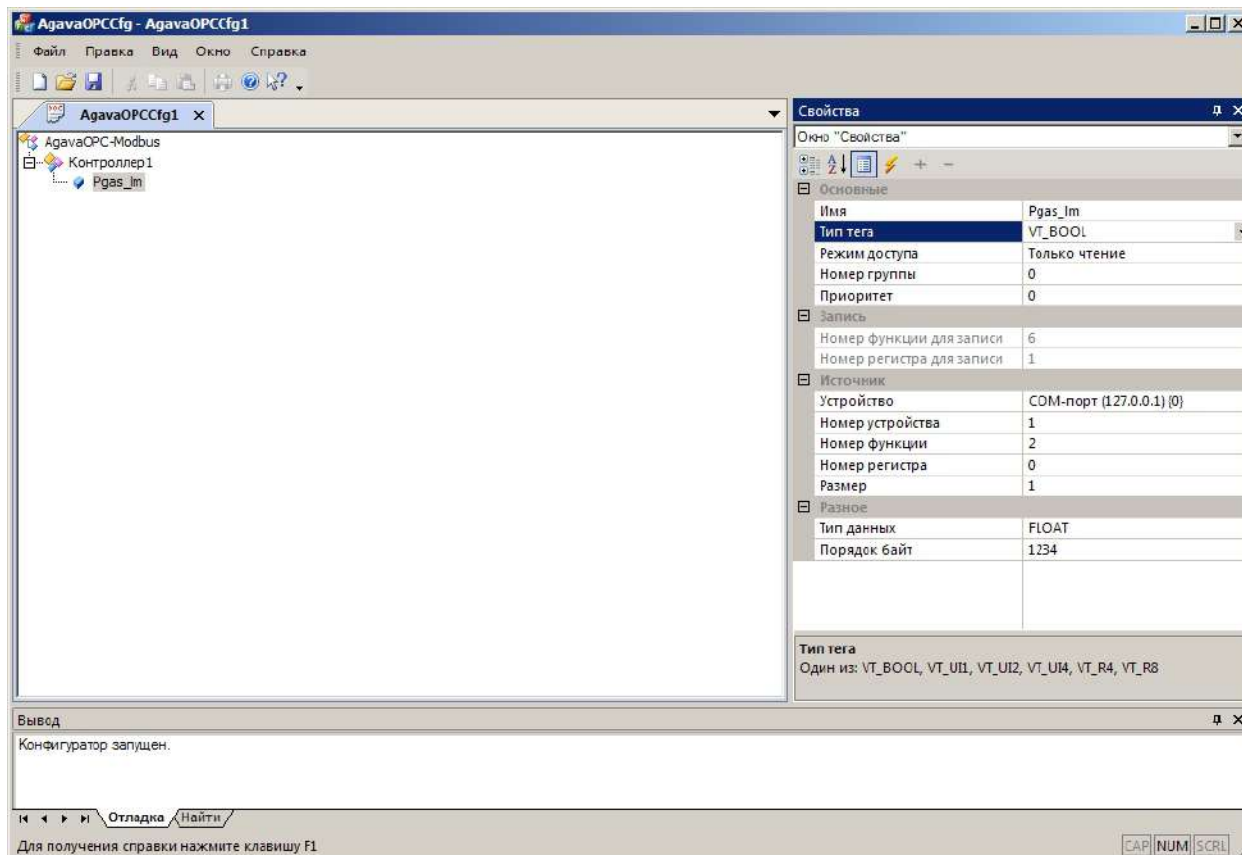 AgavaOPCCfg - AgavaOPCCfg1
Файл Правка Вид Окно Справка
AgavaOPCCfg1
AgavaOPC-Modbus
Контроллер1
Pgas_lm
Свойства
Окно "Свойства"
Основные
Имя Pgas_lm
Тип тега VT_BOOL
Режим доступа Только чтение
Номер группы 0
Приоритет 0
Запись
Номер функции для записи 6
Номер регистра для записи 1
Источник
Устройство COM-порт (127.0.0.1) {0}
Номер устройства 1
Номер функции 2
Номер регистра 0
Размер 1
Разное
Тип данных FLOAT
Порядок байт 1234
Тип тега
Один из: VT_BOOL, VT_UI1, VT_UI2, VT_UI4, VT_R4, VT_R8
Вывод
Конфигуратор запущен.
Отладка Найти
Для получения справки нажмите клавишу F1
CAP NUM SCRL